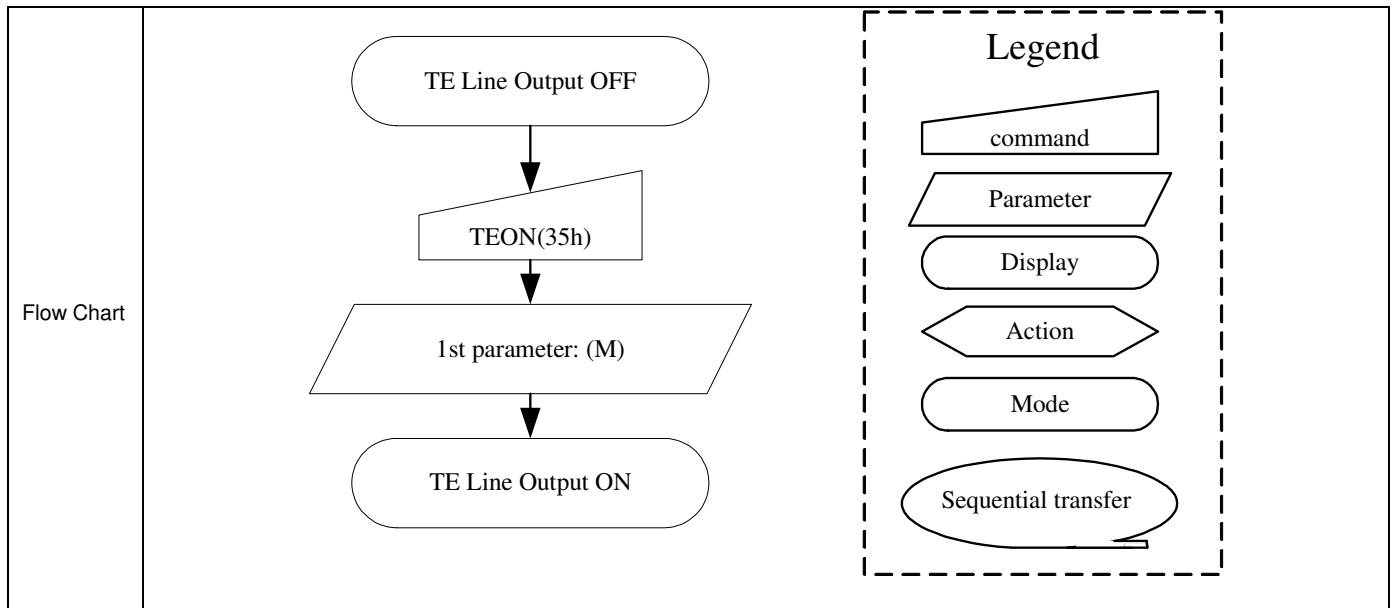 Flow Chart
TE Line Output OFF
TEON(35h)
1st parameter: (M)
TE Line Output ON
Legend
command
Parameter
Display
Action
Mode
Sequential transfer